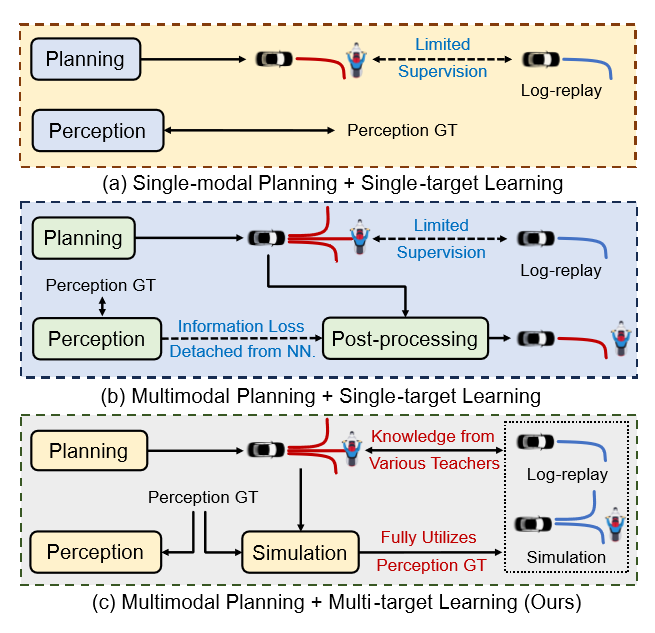 Planning
Limited
Supervision
Log-replay
Perception
Perception GT
(a) Single-modal Planning + Single-target Learning
Planning
Limited
Supervision
Log-replay
Perception GT
Perception
Information Loss
Detached from NN.
Post-processing
(b) Multimodal Planning + Single-target Learning
Planning
Knowledge from
Various Teachers
Log-replay
Perception GT
Perception
Simulation
Fully Utilizes
Perception GT
Simulation
(c) Multimodal Planning + Multi-target Learning (Ours)